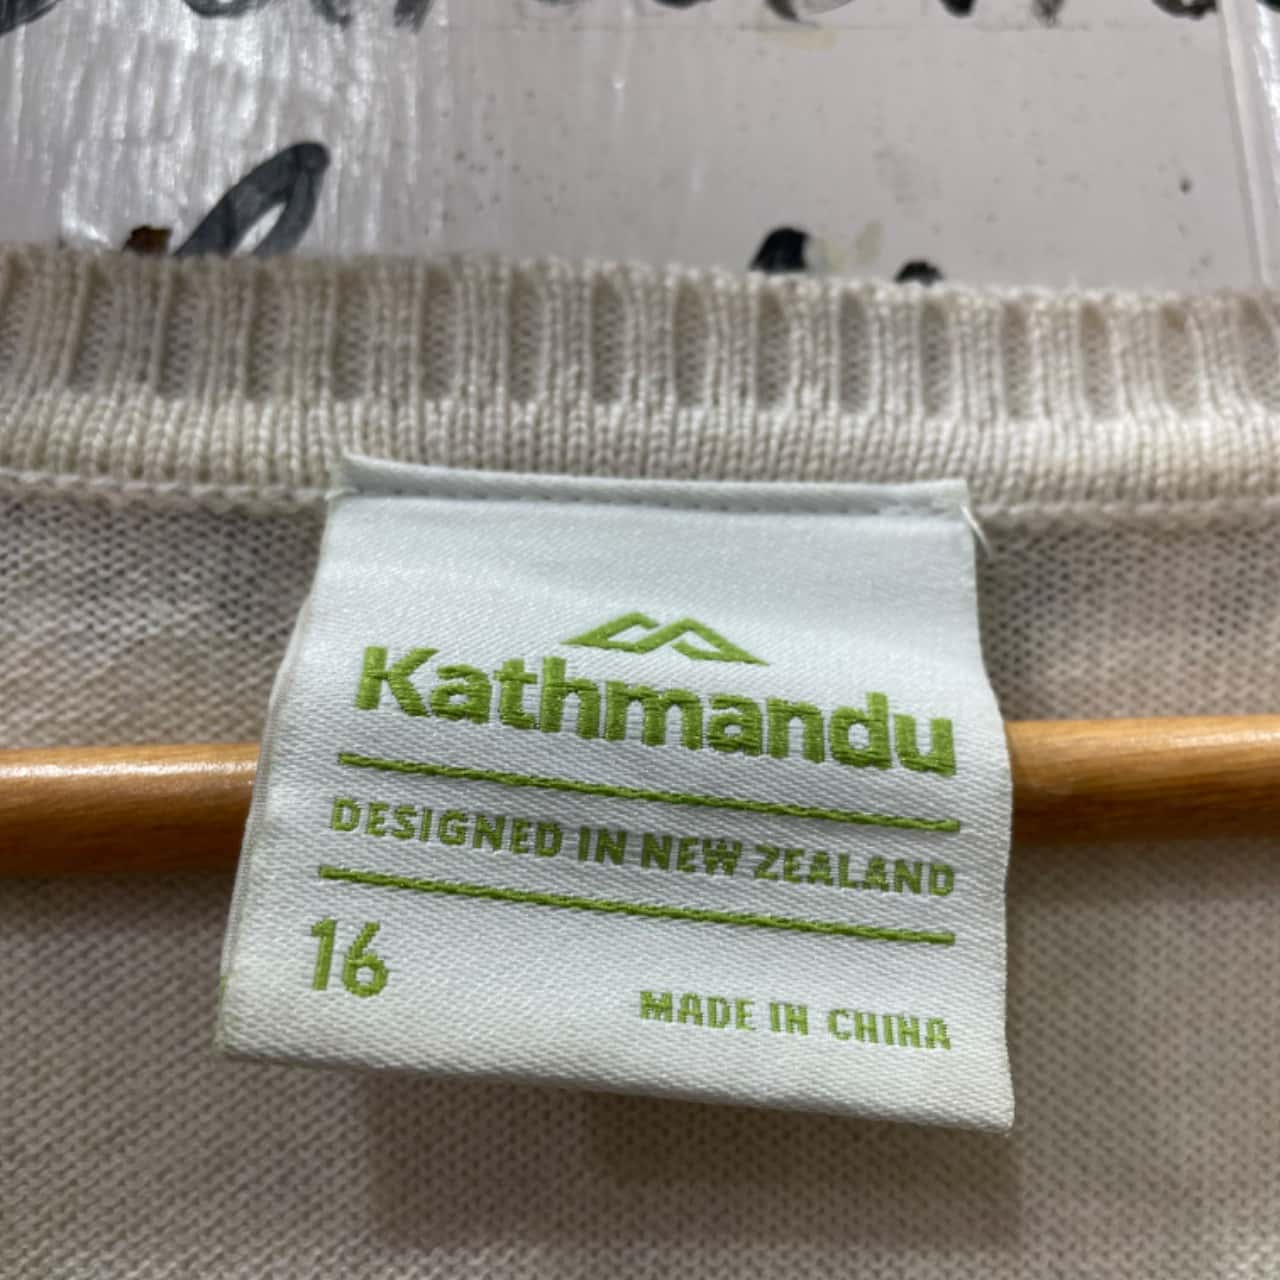 Kathmandu
DESIGNED IN NEW ZEALAND
16
MADE IN CHINA